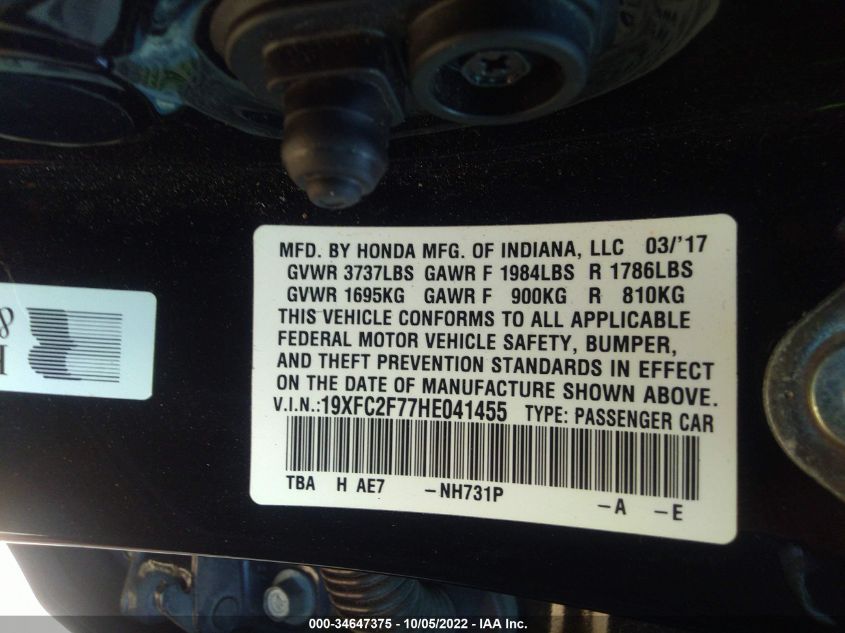 MFD. BY HONDA MFG. OF INDIANA, LLC 03/'17
GVWR 3737LBS GAWR F 1984LBS R 1786LBS
GVWR 1695KG GAWR F 900KG R 810KG
THIS VEHICLE CONFORMS TO ALL APPLICABLE
FEDERAL MOTOR VEHICLE SAFETY, BUMPER,
AND THEFT PREVENTION STANDARDS IN EFFECT
ON THE DATE OF MANUFACTURE SHOWN ABOVE.
V.I.N.:19XFC2F77HE041455 TYPE: PASSENGER CAR
TBA H AE7 -NH731P -A -E
000-34647375 - 10/05/2022 - IAA Inc.